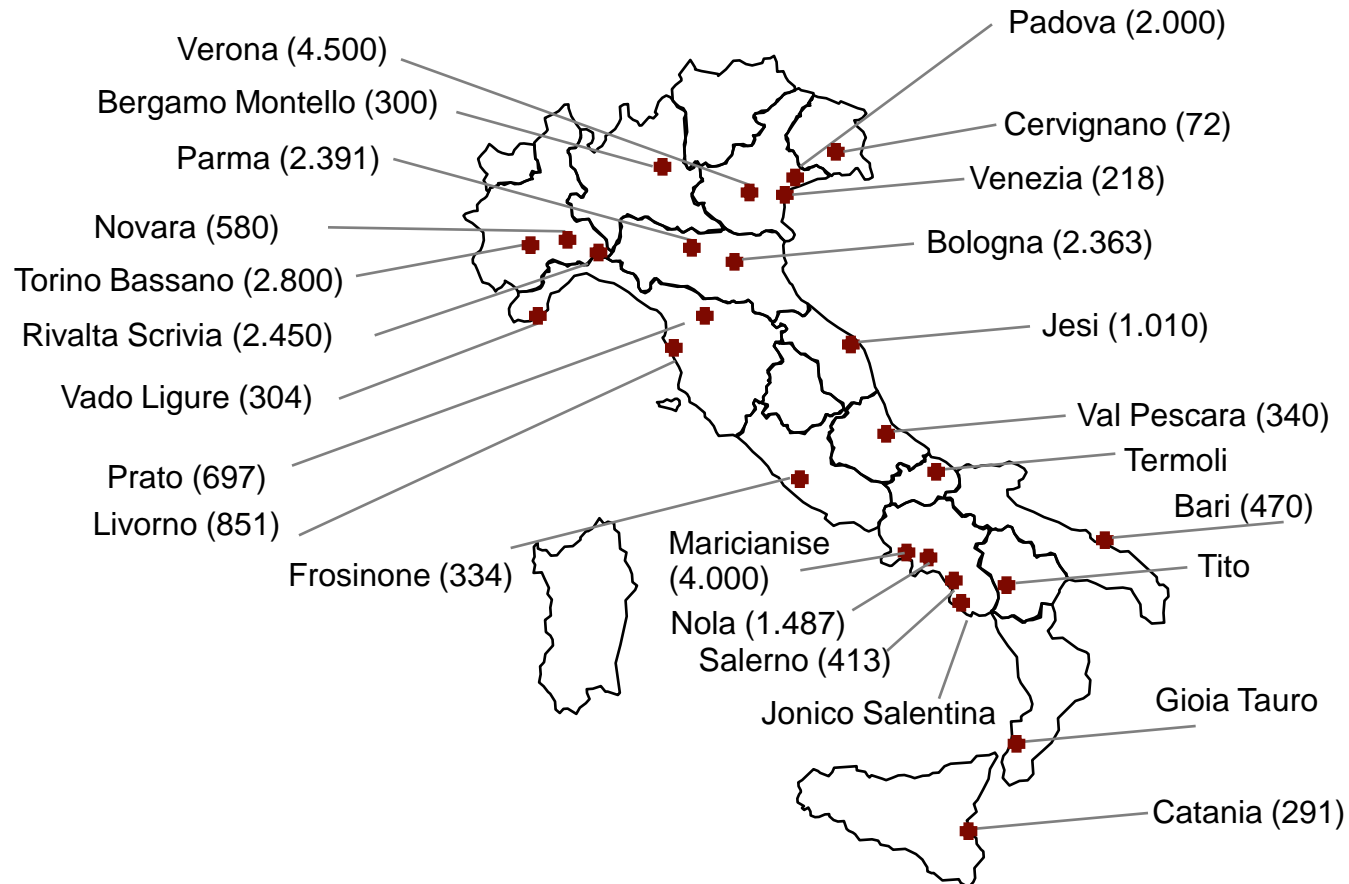 Padova (2.000)
Verona (4.500)
Bergamo Montello (300)
Cervignano (72)
Parma (2.391)
Venezia (218)
Novara (580)
Bologna (2.363)
Torino Bassano (2.800)
Rivalta Scrivia (2.450)
Jesi (1.010)
Vado Ligure (304)
Val Pescara (340)
Termoli
Prato (697)
Bari (470)
Livorno (851)
Maricianise
(4.000)
Frosinone (334)
Tito
Nola (1.487)
Salerno (413)
Jonico Salentina
Gioia Tauro
Catania (291)